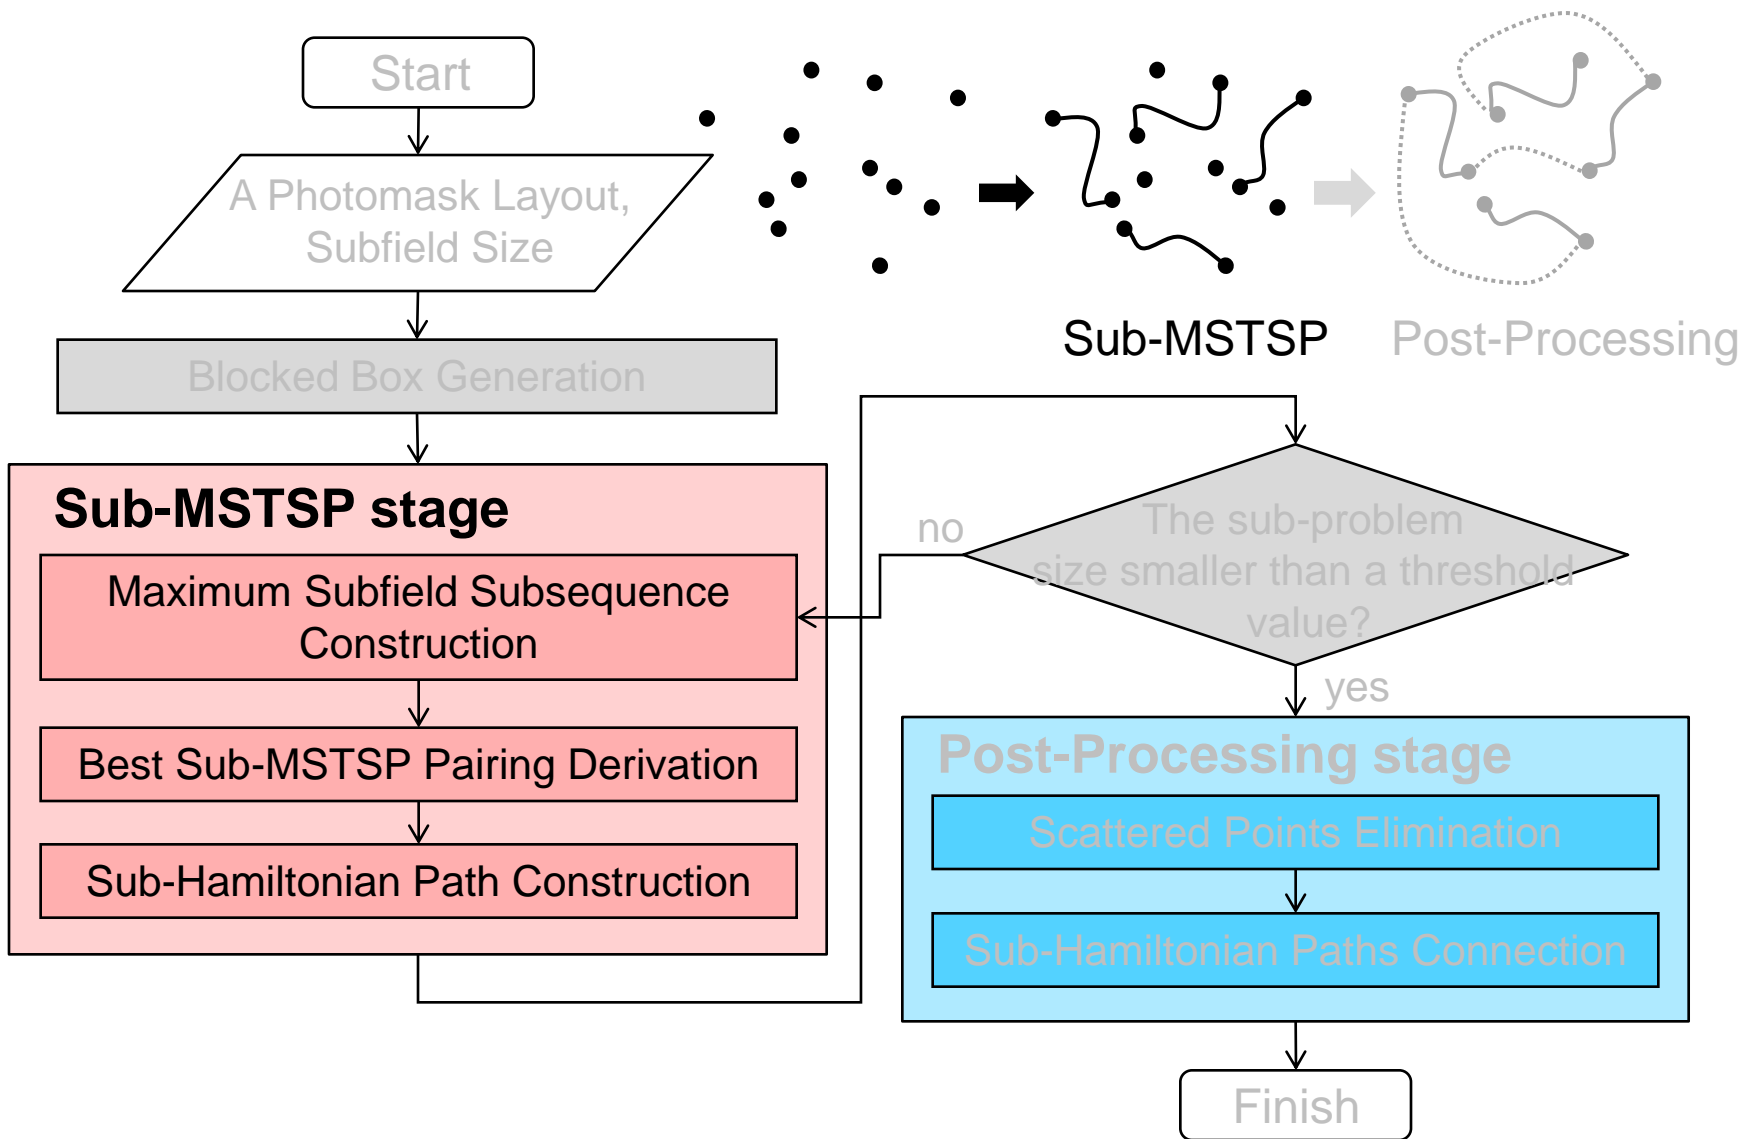 Start
A Photomask Layout,
Subfield Size
Blocked Box Generation
Sub-MSTSP stage
Maximum Subfield Subsequence
Construction
Best Sub-MSTSP Pairing Derivation
Sub-Hamiltonian Path Construction
Sub-MSTSP
Post-Processing
no
The sub-problem
size smaller than a threshold
value?
yes
Post-Processing stage
Scattered Points Elimination
Sub-Hamiltonian Paths Connection
Finish